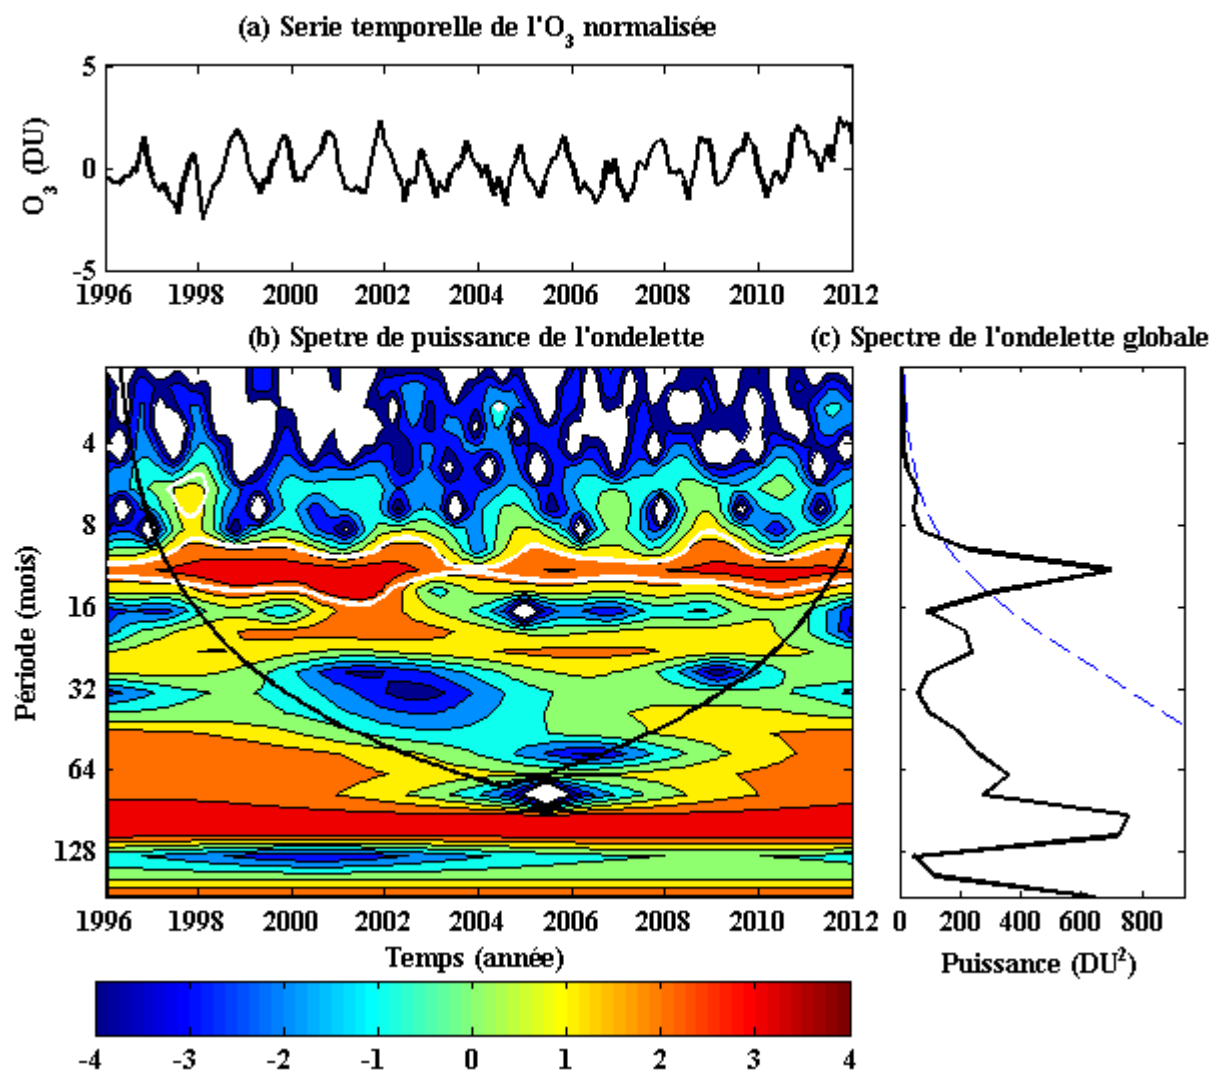 (a) Serie temporelle de l'O3 normalisée
5
0
-5
O3 (DU)
1996 1998 2000 2002 2004 2006 2008 2010 2012
(b) Spetre de puissance de l'ondelette
(c) Spectre de l'ondelette globale
4
8
16
32
64
128
Période (mois)
1996 1998 2000 2002 2004 2006 2008 2010 2012
Temps (année)
0 200 400 600 800
Puissance (DU²)
-4 -3 -2 -1 0 1 2 3 4